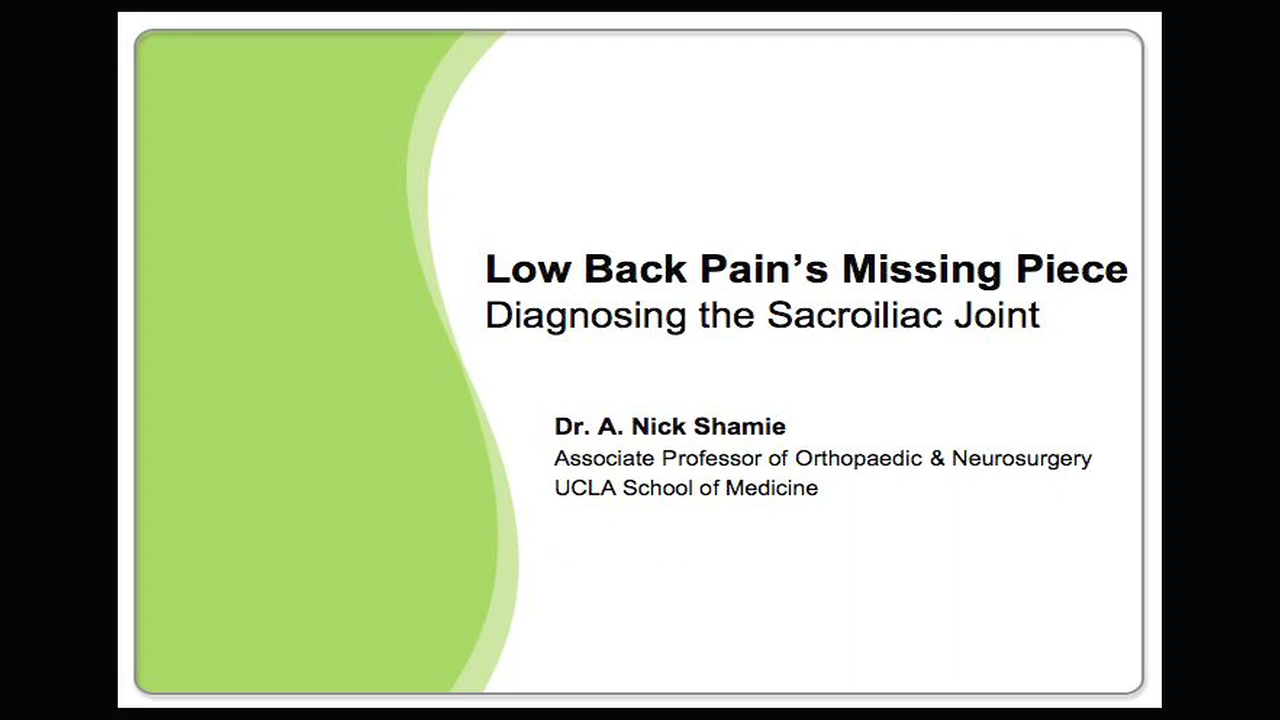 Low Back Pain’s Missing Piece
Diagnosing the Sacroiliac Joint
Dr. A. Nick Shamie
Associate Professor of Orthopaedic & Neurosurgery
UCLA School of Medicine